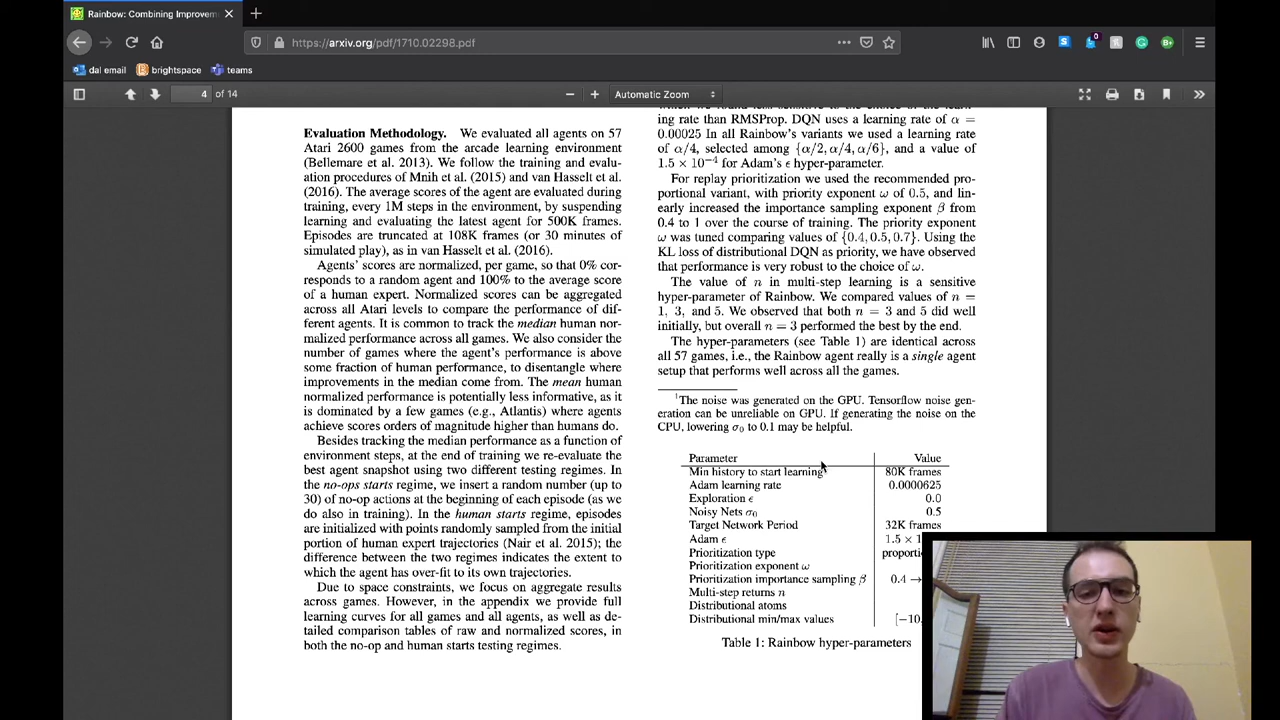 Rainbow: Combining Improvem
https://arxiv.org/pdf/1710.02298.pdf
0
B+
dal email
brightspace
teams
4 of 14
Automatic Zoom
Evaluation Methodology. We evaluated all agents on 57
Atari 2600 games from the arcade learning environment
(Bellemare et al. 2013). We follow the training and evalu-
ation procedures of Mnih et al. (2015) and van Hasselt et al.
(2016). The average scores of the agent are evaluated during
training, every 1M steps in the environment, by suspending
learning and evaluating the latest agent for 500K frames.
Episodes are truncated at 108K frames (or 30 minutes of
simulated play), as in van Hasselt et al. (2016).
Agents' scores are normalized, per game, so that 0% cor-
responds to a random agent and 100% to the average score
of a human expert. Normalized scores can be aggregated
across all Atari levels to compare the performance of dif-
ferent agents. It is common to track the median human nor-
malized performance across all games. We also consider the
number of games where the agent's performance is above
some fraction of human performance, to disentangle where
improvements in the median come from. The mean human
normalized performance is potentially less informative, as it
is dominated by a few games (e.g., Atlantis) where agents
achieve scores orders of magnitude higher than humans do.
Besides tracking the median performance as a function of
environment steps, at the end of training we re-evaluate the
best agent snapshot using two different testing regimes. In
the no-ops starts regime, we insert a random number (up to
30) of no-op actions at the beginning of each episode (as we
do also in training). In the human starts regime, episodes
are initialized with points randomly sampled from the initial
portion of human expert trajectories (Nair et al. 2015); the
difference between the two regimes indicates the extent to
which the agent has over-fit to its own trajectories.
Due to space constraints, we focus on aggregate results
across games. However, in the appendix we provide full
learning curves for all games and all agents, as well as de-
tailed comparison tables of raw and normalized scores, in
both the no-op and human starts testing regimes.
ing rate than RMSProp. DQN uses a learning rate of α =
0.00025 In all Rainbow's variants we used a learning rate
of α/4, selected among {α/2, α/4, α/6}, and a value of
1.5 × 10⁻⁴ for Adam's ϵ hyper-parameter.
For replay prioritization we used the recommended pro-
portional variant, with priority exponent ω of 0.5, and lin-
early increased the importance sampling exponent β from
0.4 to 1 over the course of training. The priority exponent
ω was tuned comparing values of {0.4, 0.5, 0.7}. Using the
KL loss of distributional DQN as priority, we have observed
that performance is very robust to the choice of ω.
The value of n in multi-step learning is a sensitive
hyper-parameter of Rainbow. We compared values of n =
1, 3, and 5. We observed that both n = 3 and 5 did well
initially, but overall n = 3 performed the best by the end.
The hyper-parameters (see Table 1) are identical across
all 57 games, i.e., the Rainbow agent really is a single agent
setup that performs well across all the games.
¹The noise was generated on the GPU. Tensorflow noise gen-
eration can be unreliable on GPU. If generating the noise on the
CPU, lowering σ₀ to 0.1 may be helpful.
Parameter Value
Min history to start learning 80K frames
Adam learning rate 0.0000625
Exploration ϵ 0.0
Noisy Nets σ₀ 0.5
Target Network Period 32K frames
Adam ϵ 1.5 × 1
Prioritization type proporti
Prioritization exponent ω
Prioritization importance sampling β 0.4 →
Multi-step returns n
Distributional atoms
Distributional min/max values [−10,
Table 1: Rainbow hyper-parameters